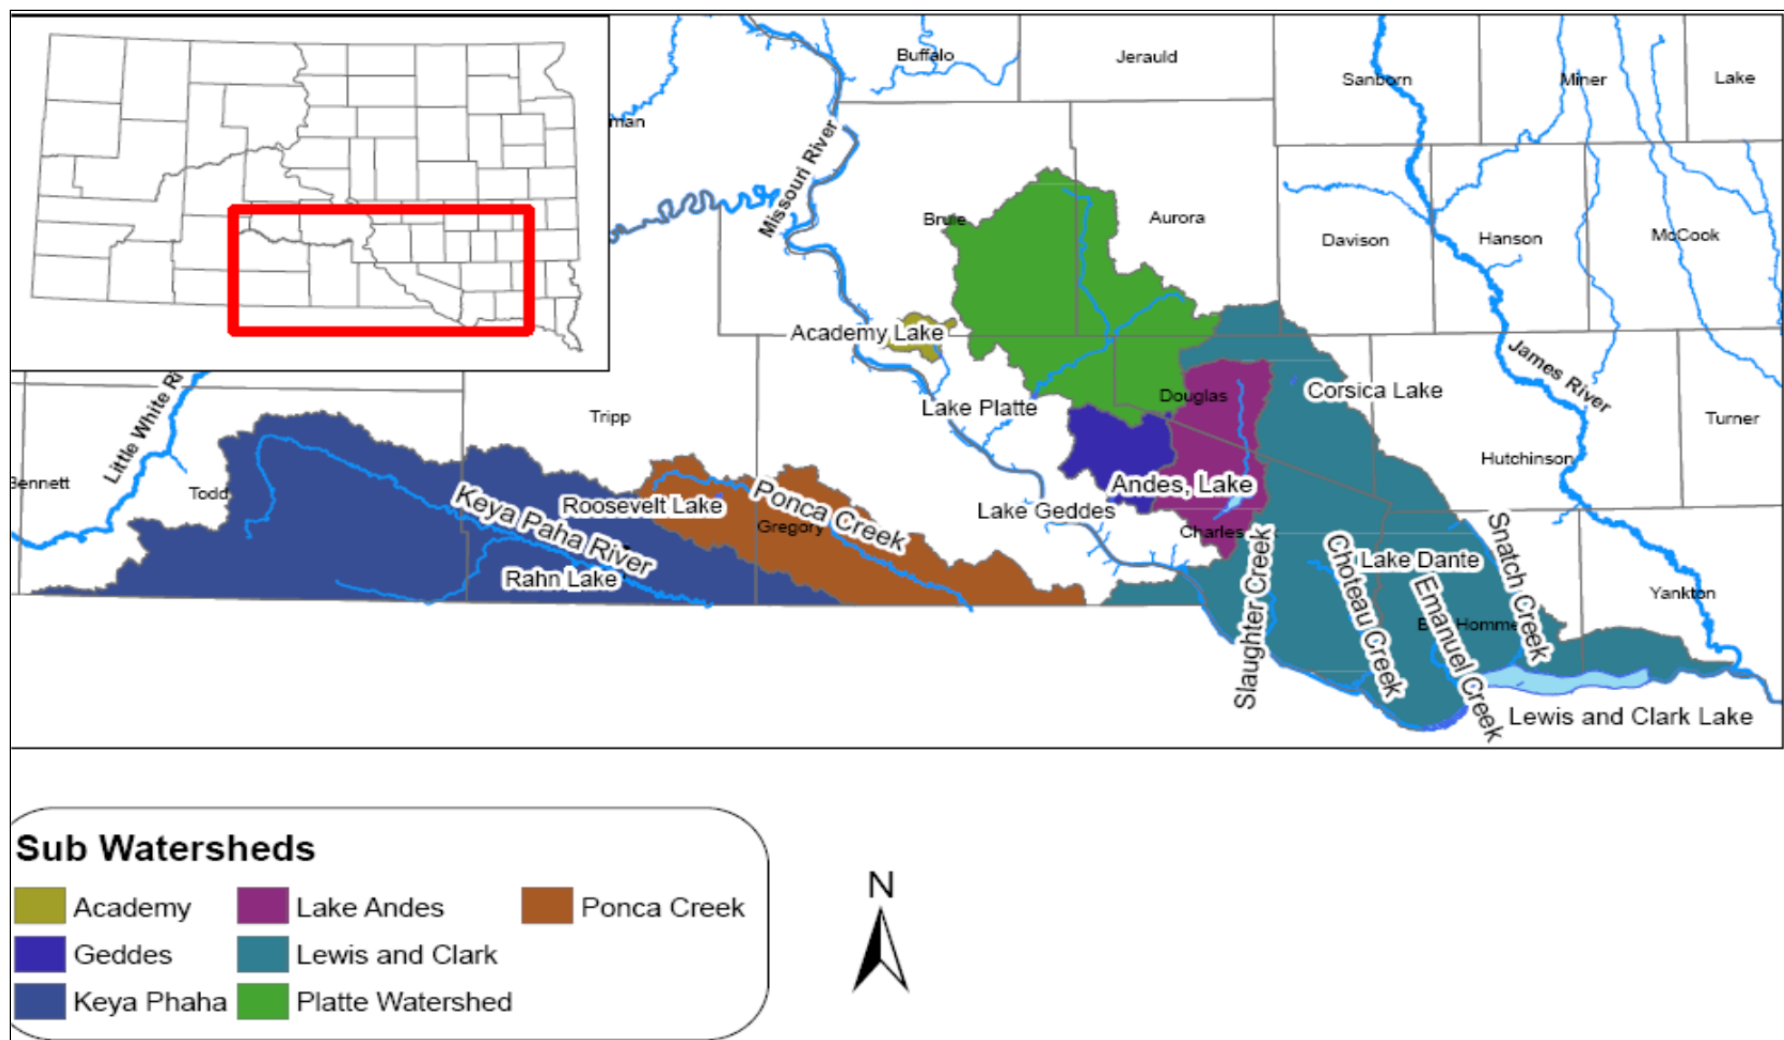 Buffalo
Jerauld
Sanborn
Miner
Lake
man
Missouri River
Brule
Aurora
Davison
Hanson
McCook
Academy Lake
James River
Little White Ri
Tripp
Lake Platte
Douglas
Corsica Lake
Turner
Bennett
Todd
Hutchinson
Keya Paha River
Roosevelt Lake
Ponca Creek
Gregory
Lake Geddes
Andes, Lake
Charles
Rahn Lake
Slaughter Creek
Choteau Creek
Lake Dante
Emanuel Creek
Snatch Creek
Homme
Yankton
Lewis and Clark Lake
Sub Watersheds
Academy
Lake Andes
Ponca Creek
Geddes
Lewis and Clark
Keya Phaha
Platte Watershed
N